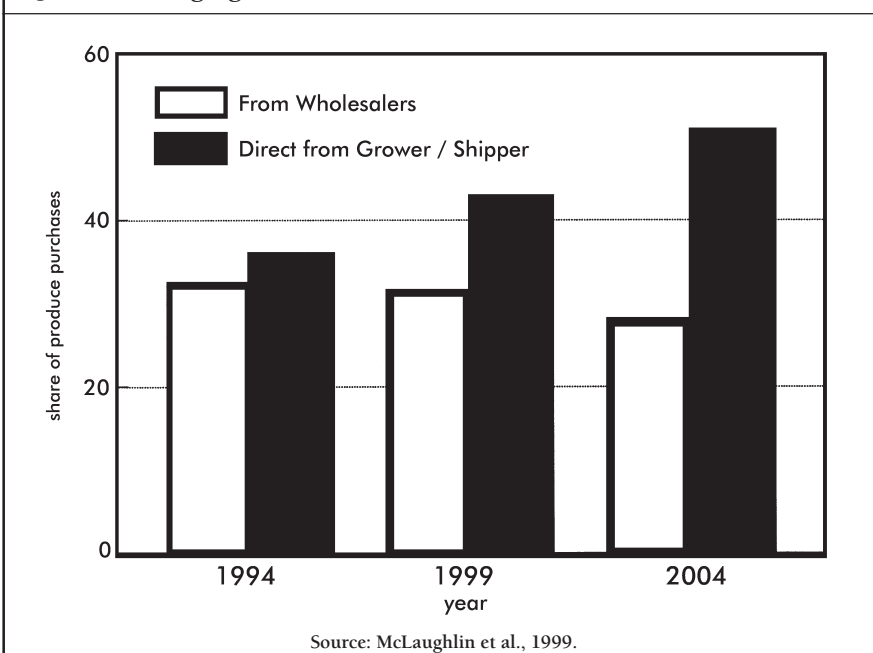 60
From Wholesalers
Direct from Grower / Shipper
40
20
0
share of produce purchases
1994 1999 2004
year
Source: McLaughlin et al., 1999.